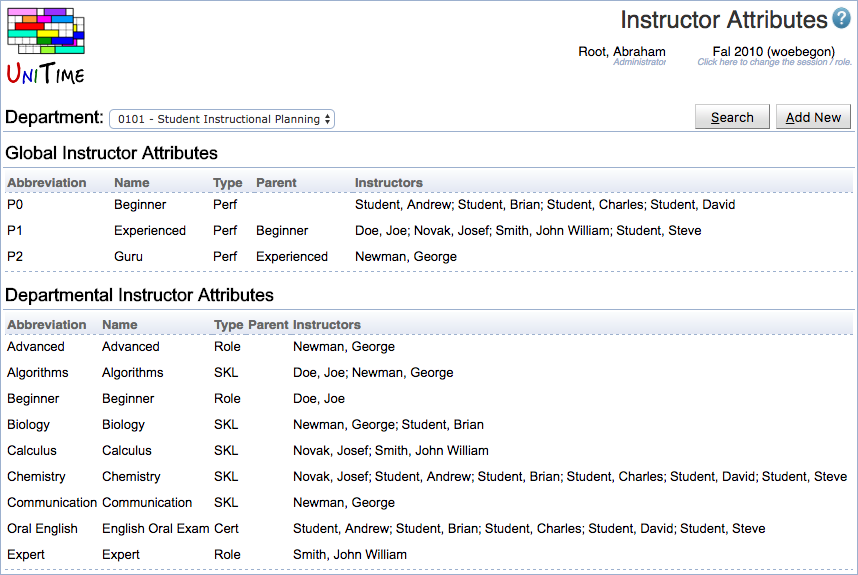 Instructor Attributes ?
Root, Abraham Fal 2010 (woebegon)
Administrator Click here to change the session / role.
UniTime
Department: 0101 - Student Instructional Planning Search Add New
Global Instructor Attributes
Abbreviation Name Type Parent Instructors
P0 Beginner Perf Student, Andrew; Student, Brian; Student, Charles; Student, David
P1 Experienced Perf Beginner Doe, Joe; Novak, Josef; Smith, John William; Student, Steve
P2 Guru Perf Experienced Newman, George
Departmental Instructor Attributes
Abbreviation Name Type Parent Instructors
Advanced Advanced Role Newman, George
Algorithms Algorithms SKL Doe, Joe; Newman, George
Beginner Beginner Role Doe, Joe
Biology Biology SKL Newman, George; Student, Brian
Calculus Calculus SKL Novak, Josef; Smith, John William
Chemistry Chemistry SKL Novak, Josef; Student, Andrew; Student, Brian; Student, Charles; Student, David; Student, Steve
Communication Communication SKL Newman, George
Oral English English Oral Exam Cert Student, Andrew; Student, Brian; Student, Charles; Student, David; Student, Steve
Expert Expert Role Smith, John William